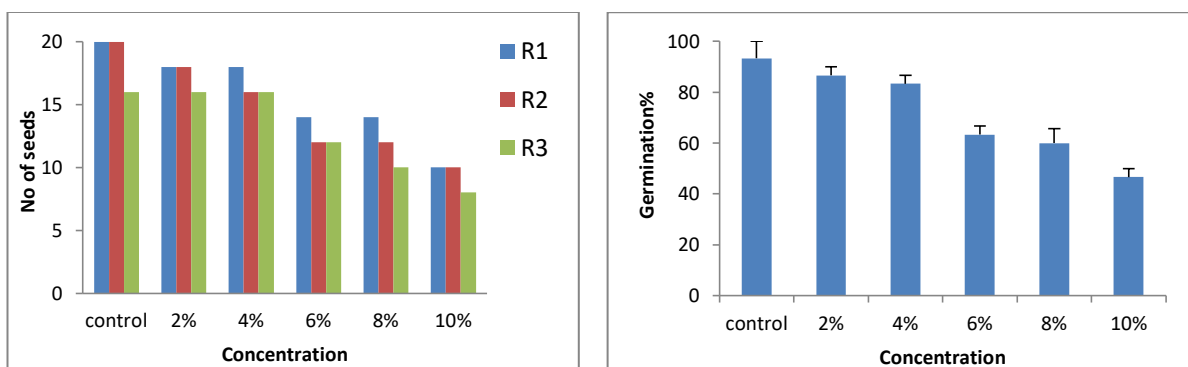 20
15
10
5
0
No of seeds
R1
R2
R3
control 2% 4% 6% 8% 10%
Concentration
100
80
60
40
20
0
Germination%
control 2% 4% 6% 8% 10%
Concentration